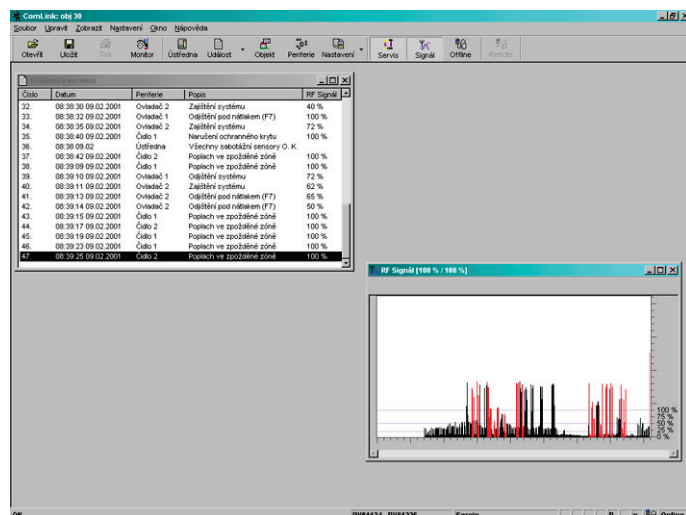 ComLink: obj 30
Soubor Upravit Zobrazit Nastavení Okno Nápověda
Otevřít Uložit Tisk Monitor Ústředna Událost Objekt Periferie Nastavení Servis Signál Offline Remote
Číslo Datum Periferie Popis RF Signál
32. 08:38:30 09.02.2001 Ovladač 2 Zajištění systému 40 %
33. 08:38:32 09.02.2001 Ovladač 1 Odjištění pod nátlakem (F7) 100 %
34. 08:38:35 09.02.2001 Ovladač 2 Zajištění systému 72 %
35. 08:38:40 09.02.2001 Čidlo 1 Narušení ochranného krytu 100 %
36. 08:38 09.02 Ústředna Všechny sabotážní sensory O. K.
37. 08:38:42 09.02.2001 Čidlo 2 Poplach ve zpožděné zóně 100 %
38. 08:39:09 09.02.2001 Čidlo 1 Poplach ve zpožděné zóně 100 %
39. 08:39:10 09.02.2001 Ovladač 1 Odjištění systému 72 %
40. 08:39:11 09.02.2001 Ovladač 2 Zajištění systému 62 %
41. 08:39:13 09.02.2001 Ovladač 2 Odjištění pod nátlakem (F7) 65 %
42. 08:39:14 09.02.2001 Ovladač 2 Odjištění pod nátlakem (F7) 50 %
43. 08:39:15 09.02.2001 Čidlo 1 Poplach ve zpožděné zóně 100 %
44. 08:39:17 09.02.2001 Čidlo 2 Poplach ve zpožděné zóně 100 %
45. 08:39:19 09.02.2001 Čidlo 1 Poplach ve zpožděné zóně 100 %
46. 08:39:23 09.02.2001 Čidlo 1 Poplach ve zpožděné zóně 100 %
47. 08:39:25 09.02.2001 Čidlo 2 Poplach ve zpožděné zóně 100 %
RF Signál [100 % / 100 %]
100 %
75 %
50 %
25 %
0 %
OK Servis Online